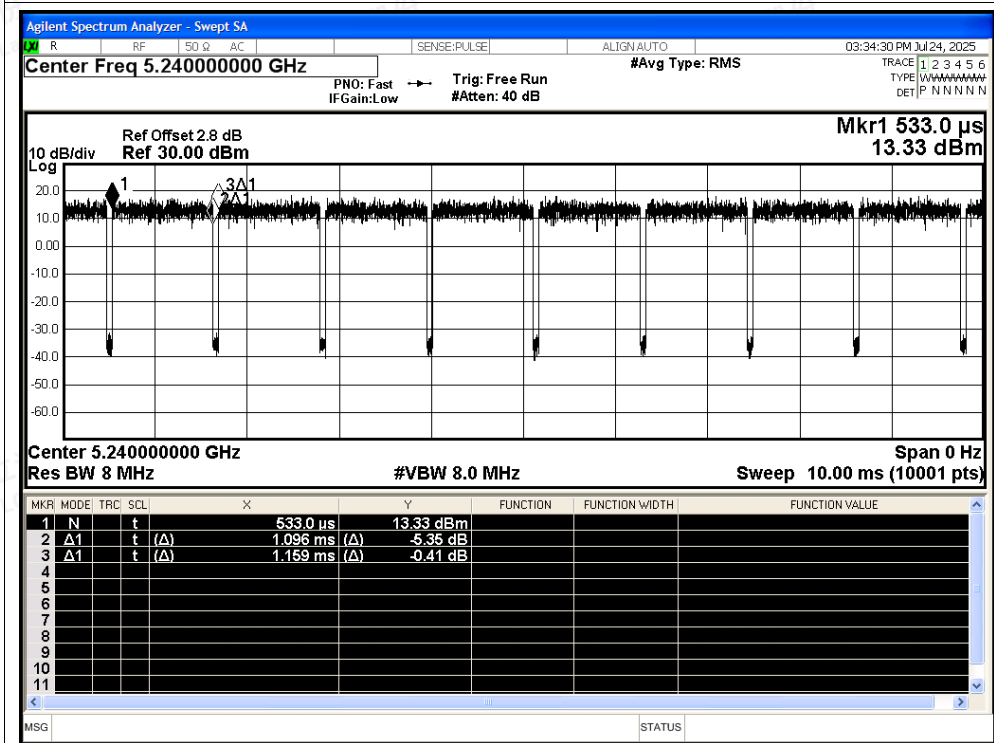 Agilent Spectrum Analyzer - Swept SA
LXI R RF 50 Ω AC SENSE:PULSE ALIGN AUTO 03:34:30 PM Jul 24, 2025
Center Freq 5.240000000 GHz #Avg Type: RMS TRACE 1 2 3 4 5 6
PNO: Fast Trig: Free Run TYPE W
IFGain:Low #Atten: 40 dB DET P N N N N N
Mkr1 533.0 µs
Ref Offset 2.8 dB
10 dB/div Ref 30.00 dBm 13.33 dBm
Log
1 3Δ1
20.0 2Δ1
10.0
0.00
-10.0
-20.0
-30.0
-40.0
-50.0
-60.0
Center 5.240000000 GHz Span 0 Hz
Res BW 8 MHz #VBW 8.0 MHz Sweep 10.00 ms (10001 pts)
MKR MODE TRC SCL X Y FUNCTION FUNCTION WIDTH FUNCTION VALUE
1 N t 533.0 µs 13.33 dBm
2 Δ1 t (Δ) 1.096 ms (Δ) -5.35 dB
3 Δ1 t (Δ) 1.159 ms (Δ) -0.41 dB
4
5
6
7
8
9
10
11
MSG STATUS